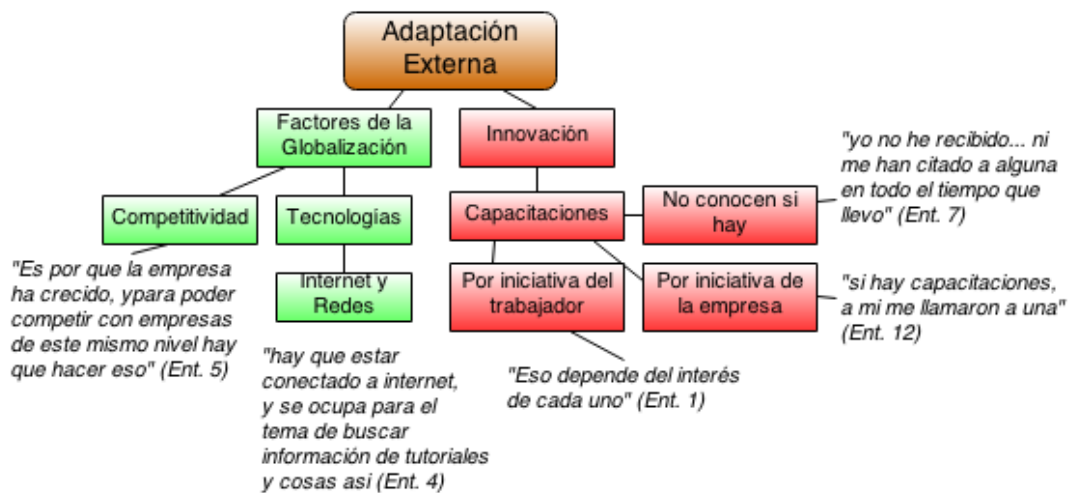 Adaptación
Externa
Factores de la
Globalización
Innovación
Competitividad
Tecnologías
Capacitaciones
No conocen si
hay
"yo no he recibido... ni
me han citado a alguna
en todo el tiempo que
llevo" (Ent. 7)
Internet y
Redes
Por iniciativa del
trabajador
Por iniciativa de
la empresa
"Es por que la empresa
ha crecido, ypara poder
competir con empresas
de este mismo nivel hay
que hacer eso" (Ent. 5)
"hay que estar
conectado a internet,
y se ocupa para el
tema de buscar
información de tutoriales
y cosas asi (Ent. 4)
"Eso depende del interés
de cada uno" (Ent. 1)
"si hay capacitaciones,
a mi me llamaron a una"
(Ent. 12)